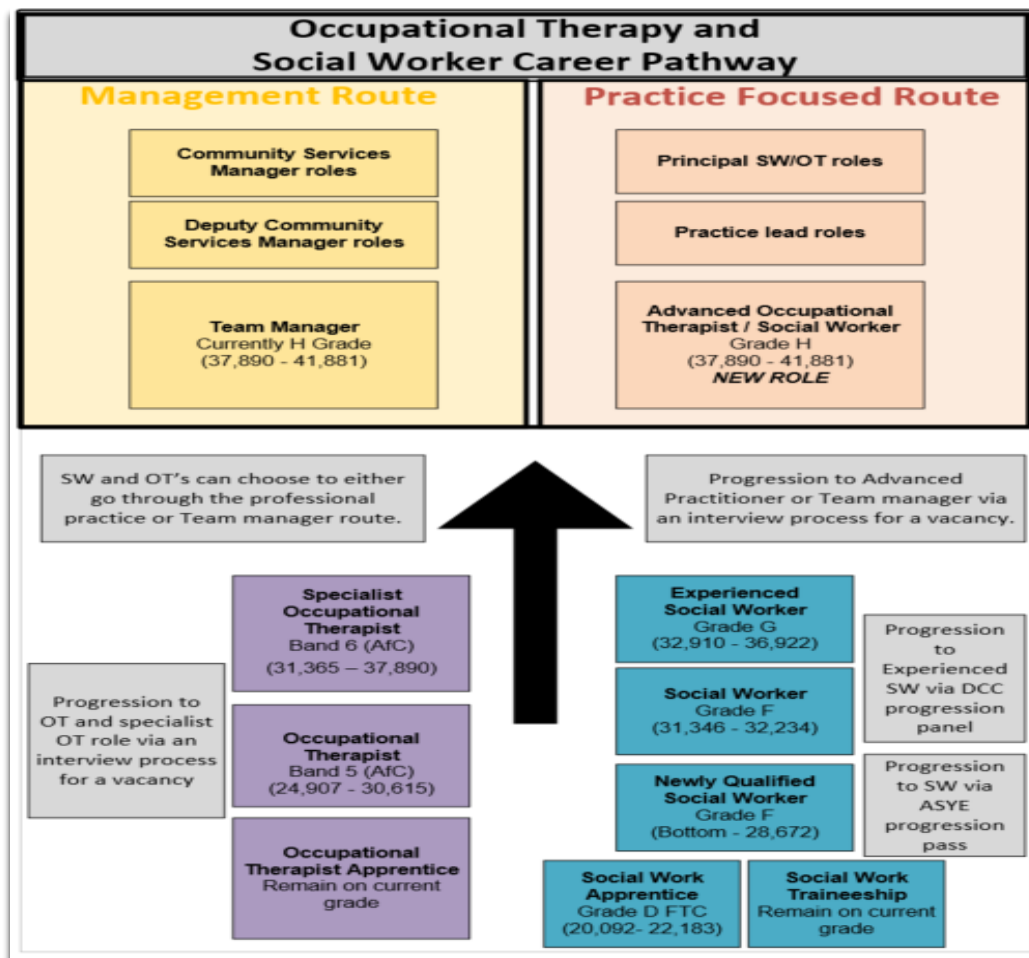 Occupational Therapy and
Social Worker Career Pathway
Management Route
Community Services
Manager roles
Deputy Community
Services Manager roles
Team Manager
Currently H Grade
(37,890 - 41,881)
Practice Focused Route
Principal SW/OT roles
Practice lead roles
Advanced Occupational
Therapist / Social Worker
Grade H
(37,890 - 41,881)
NEW ROLE
SW and OT's can choose to either
go through the professional
practice or Team manager route.
Progression to Advanced
Practitioner or Team manager via
an interview process for a vacancy.
Progression to
OT and specialist
OT role via an
interview process
for a vacancy
Specialist
Occupational
Therapist
Band 6 (AfC)
(31,365 – 37,890)
Occupational
Therapist
Band 5 (AfC)
(24,907 - 30,615)
Occupational
Therapist Apprentice
Remain on current
grade
Experienced
Social Worker
Grade G
(32,910 - 36,922)
Social Worker
Grade F
(31,346 - 32,234)
Newly Qualified
Social Worker
Grade F
(Bottom - 28,672)
Social Work
Apprentice
Grade D FTC
(20,092- 22,183)
Social Work
Traineeship
Remain on current
grade
Progression
to
Experienced
SW via DCC
progression
panel
Progression
to SW via
ASYE
progression
pass